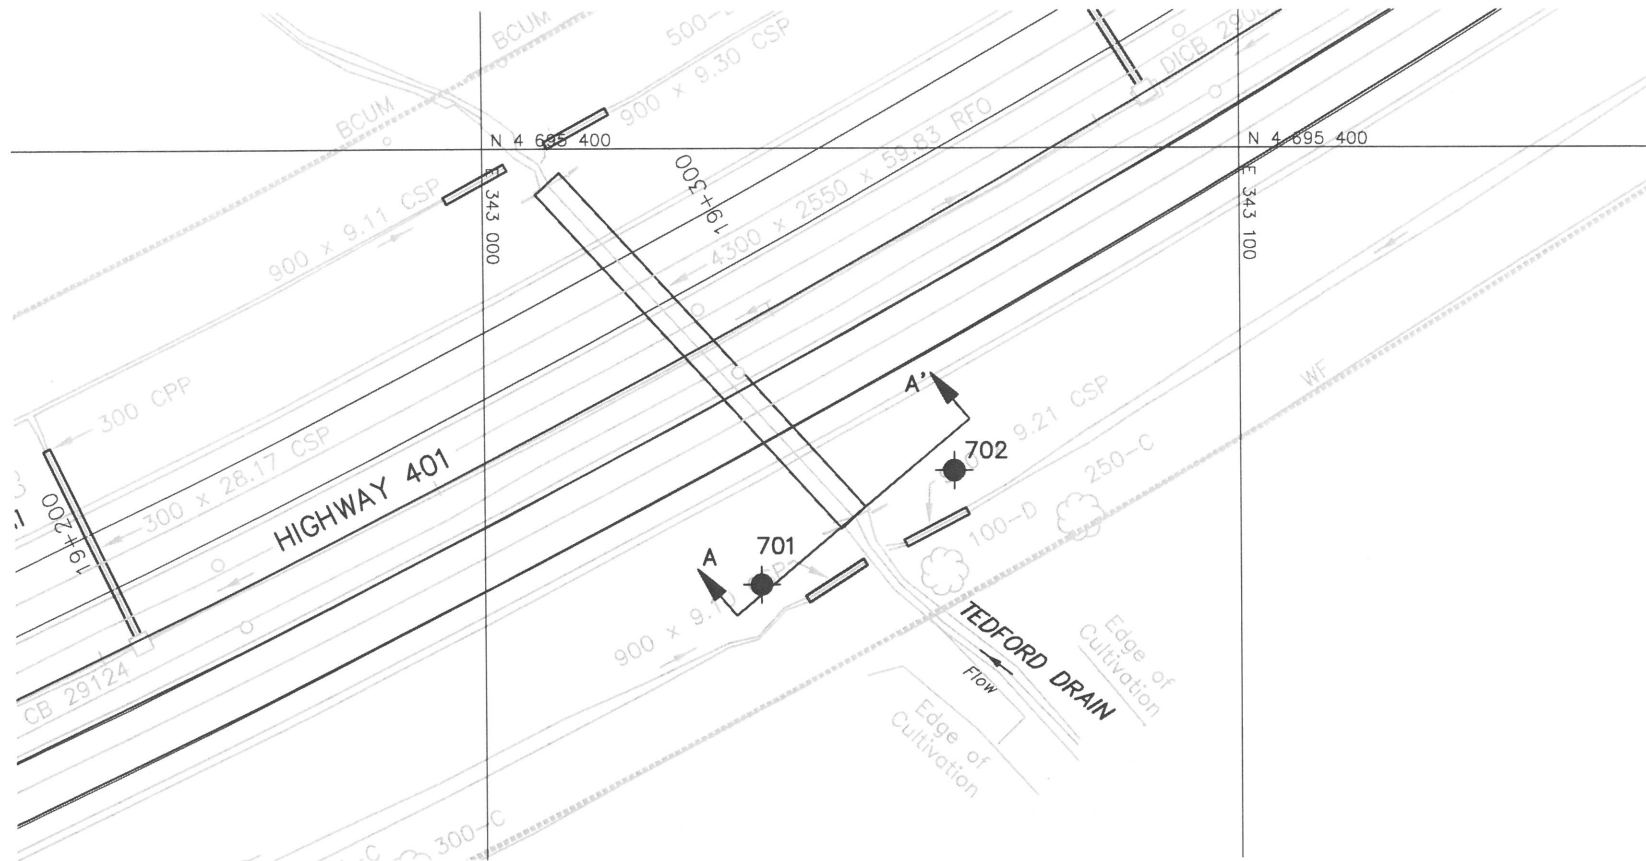 BCUM
500-
BCUM
900 x 9.30 CSP
DICB 290
N 4 695 400
N 4 695 400
E 343 000
E 343 100
19+300
4300 x 2550 x 59.83 RFO
900 x 9.11 CSP
300 CPP
300 x 28.17 CSP
HIGHWAY 401
19+200
CB 29124
A'
702
9.21 CSP
250-C
WF
100-D
701
A
900 x 9.10 CSP
TEDFORD DRAIN
Flow
Edge of
Cultivation
Edge of
Cultivation
300-C
-C